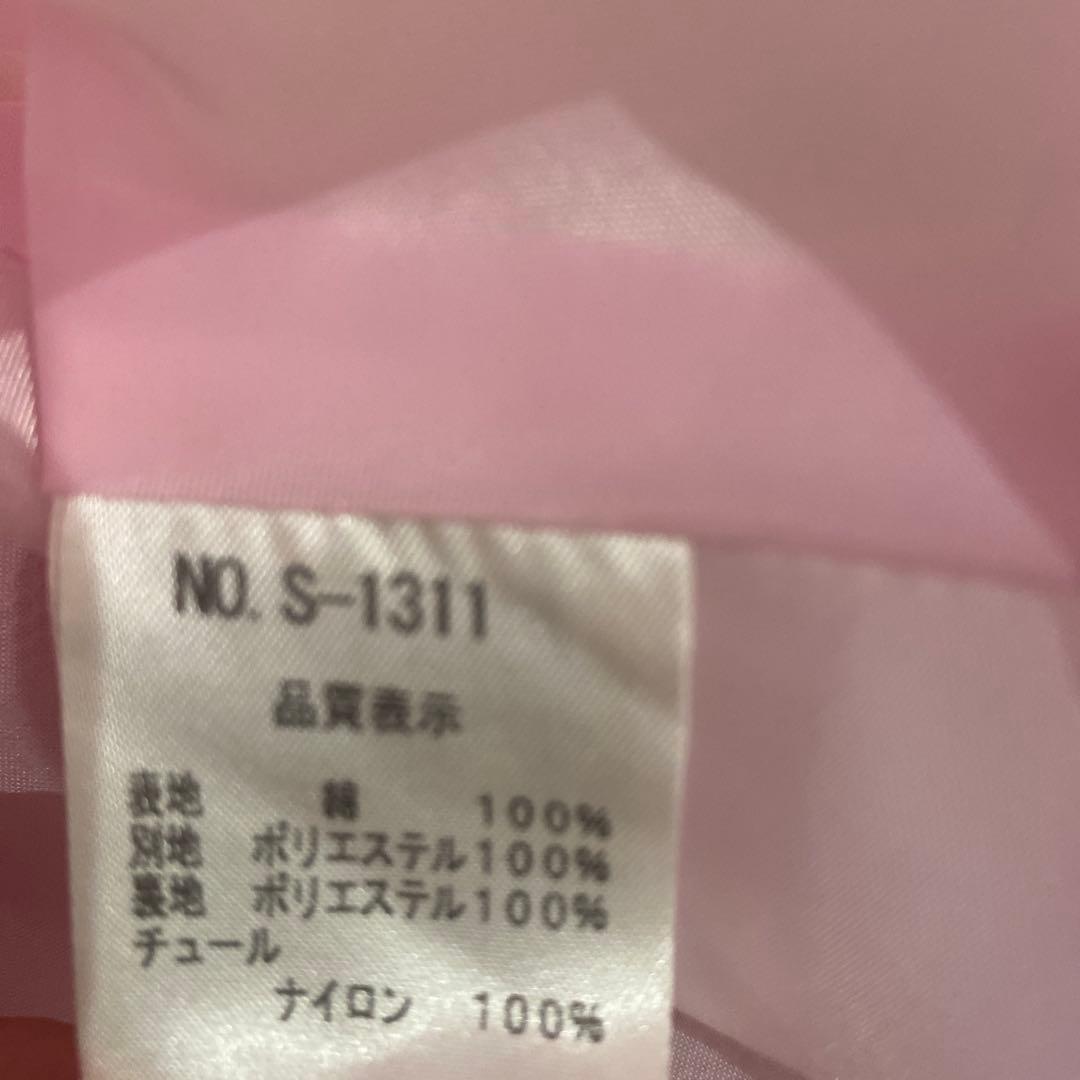 NO. S-1311
品質表示
表地 綿 100%
別地 ポリエステル100%
裏地 ポリエステル100%
チュール
ナイロン 100%